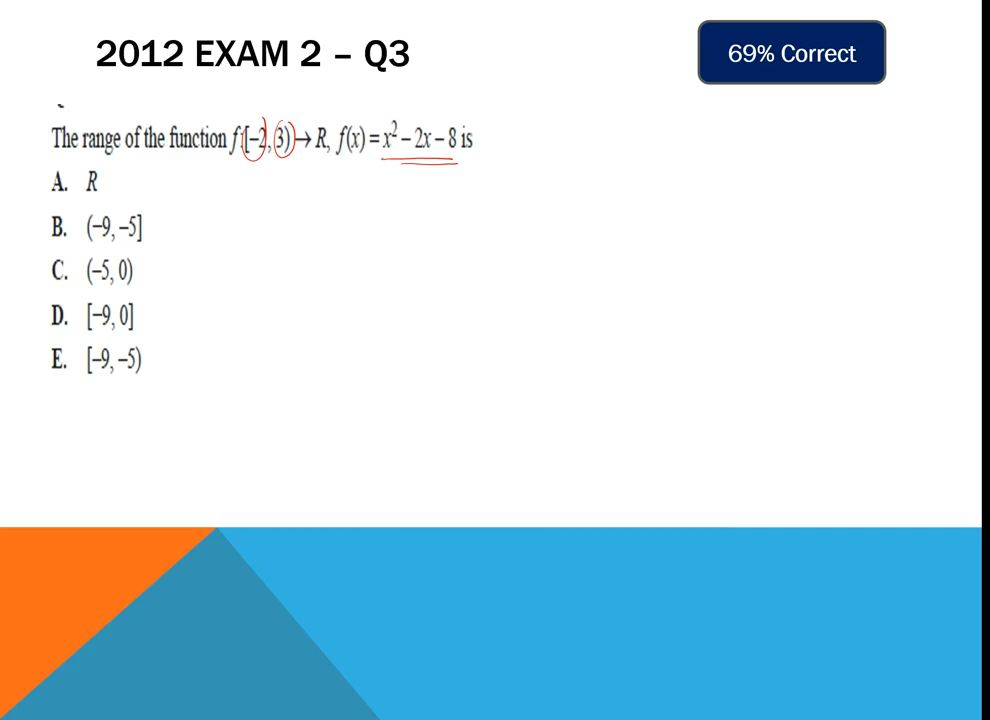 2012 EXAM 2 – Q3
69% Correct
The range of the function f:[–2, 3) → R, f(x) = x² – 2x – 8 is
A. R
B. (–9, –5]
C. (–5, 0)
D. [–9, 0]
E. [–9, –5)